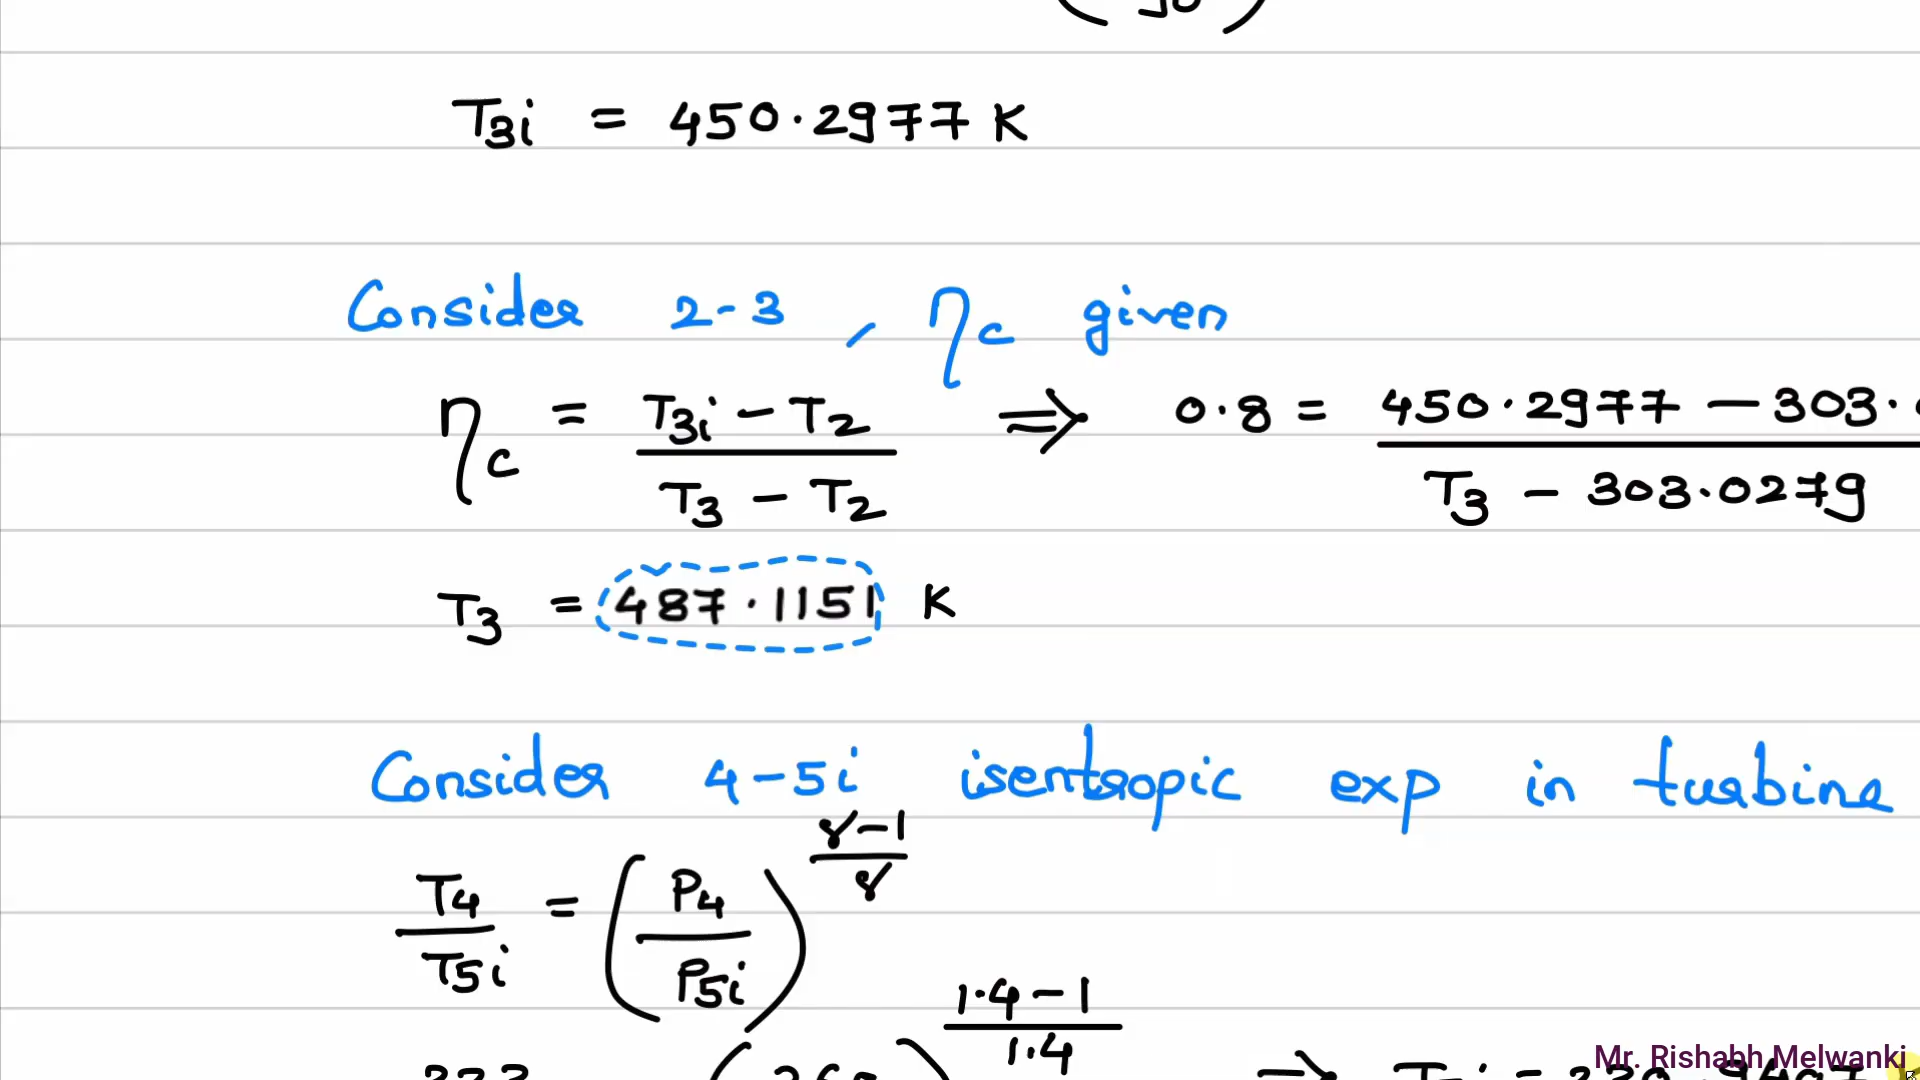 T3i = 450.2977 K
Consider 2-3, ηc given
ηc = (T3i - T2) / (T3 - T2) ⇒ 0.8 = (450.2977 - 303. / (T3 - 303.0279
T3 = 487.1151 K
Consider 4-5i isentropic exp in turbine
T4 / T5i = (P4 / P5i)^((γ-1) / γ)
1.4-1 / 1.4
Mr. Rishabh Melwanki